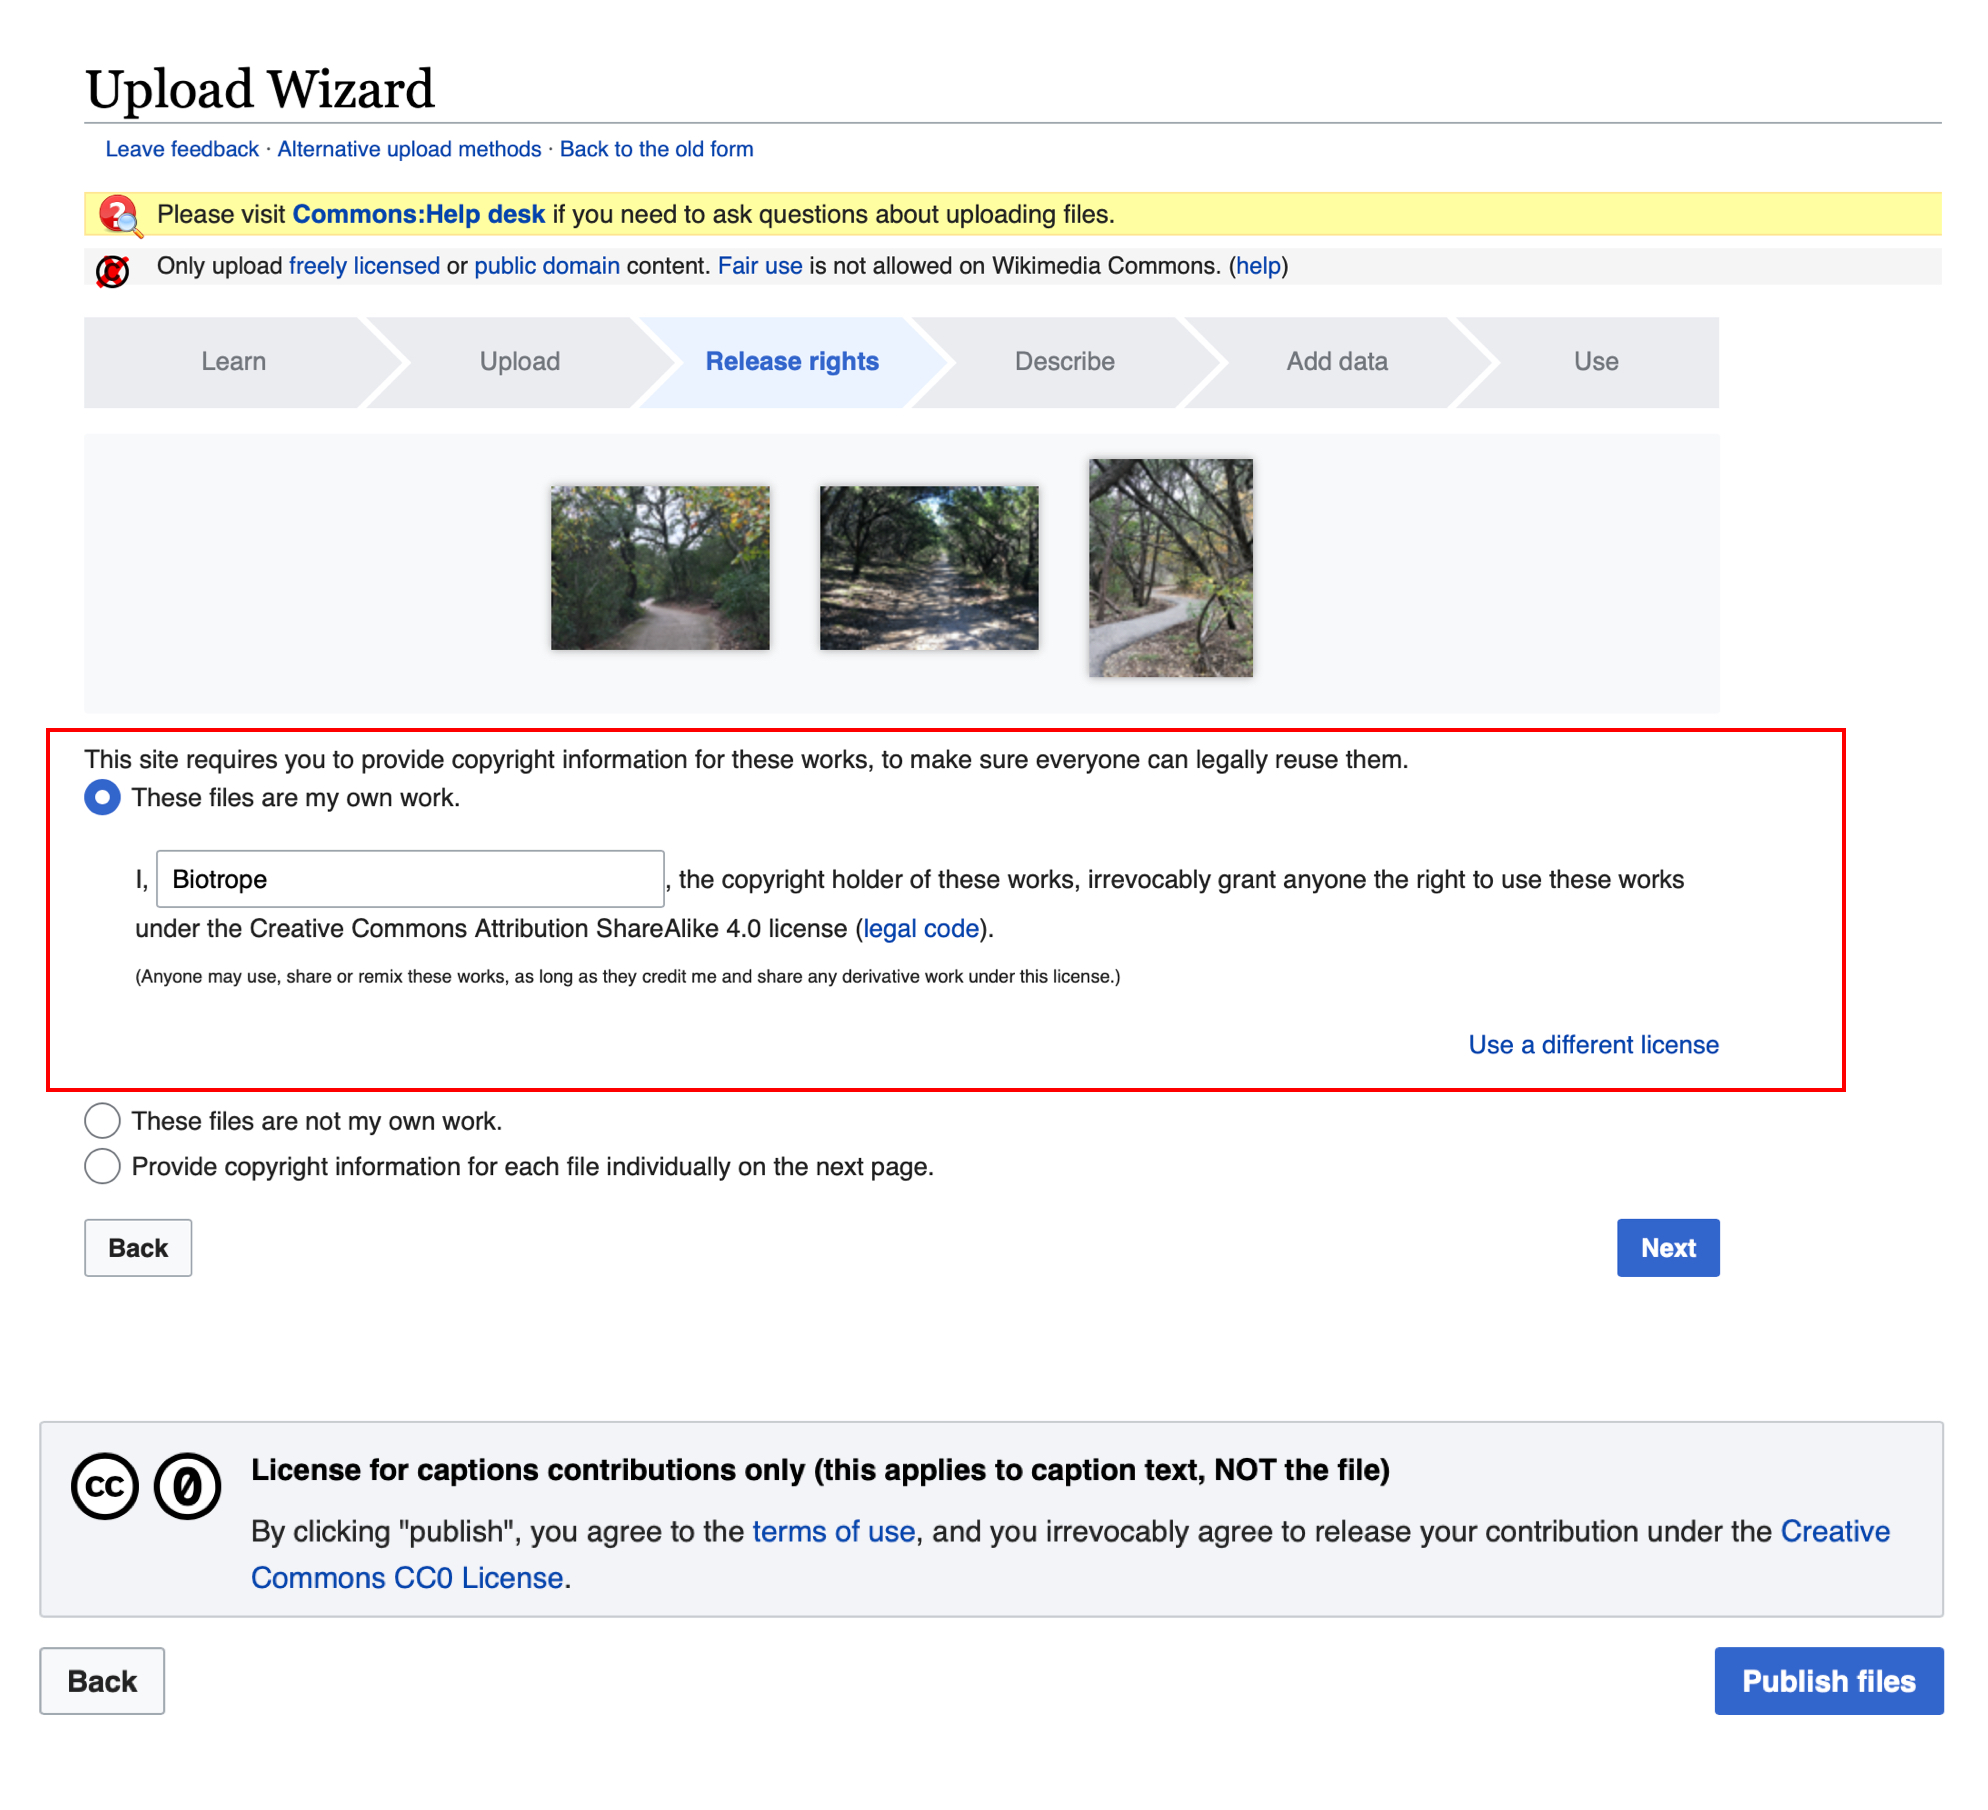 Upload Wizard
Leave feedback · Alternative upload methods · Back to the old form
Please visit Commons:Help desk if you need to ask questions about uploading files.
Only upload freely licensed or public domain content. Fair use is not allowed on Wikimedia Commons. (help)
Learn Upload Release rights Describe Add data Use
This site requires you to provide copyright information for these works, to make sure everyone can legally reuse them.
These files are my own work.
I, Biotrope, the copyright holder of these works, irrevocably grant anyone the right to use these works
under the Creative Commons Attribution ShareAlike 4.0 license (legal code).
(Anyone may use, share or remix these works, as long as they credit me and share any derivative work under this license.)
Use a different license
These files are not my own work.
Provide copyright information for each file individually on the next page.
Back Next
cc 0 License for captions contributions only (this applies to caption text, NOT the file)
By clicking "publish", you agree to the terms of use, and you irrevocably agree to release your contribution under the Creative
Commons CC0 License.
Back Publish files